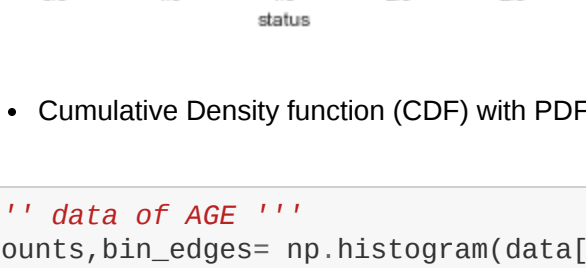 status
• Cumulative Density function (CDF) with PDF
'' data of AGE '''
ounts,bin_edges= np.histogram(data[